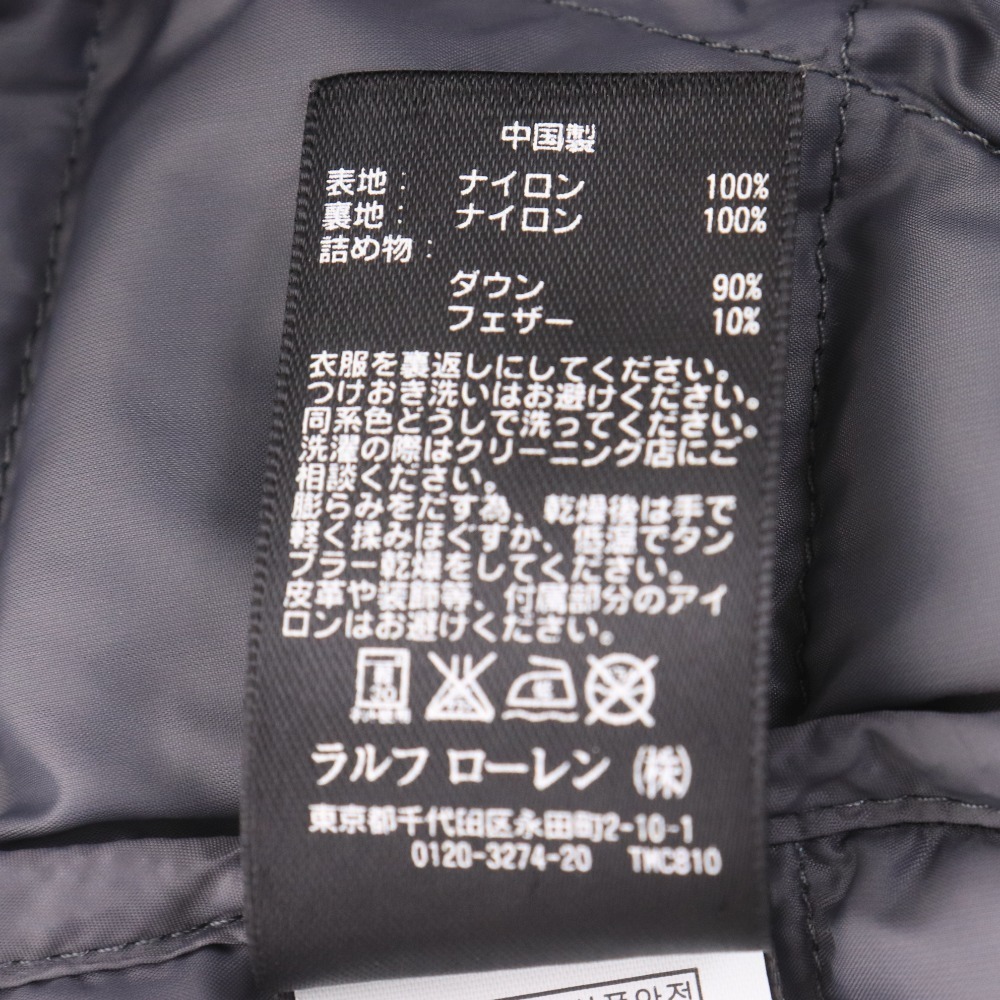 中国製
表地： ナイロン 100%
裏地： ナイロン 100%
詰め物：
ダウン 90%
フェザー 10%
衣服を裏返しにしてください。
つけおき洗いはお避けください。
同系色どうしで洗ってください。
洗濯の際はクリーニング店にご
相談ください。
膨らみをだす為、乾燥後は手で
軽く揉みほぐすか、低温でタン
ブラー乾燥をしてください。
皮革や装飾等、付属部分のアイ
ロンはお避けください。
30
ラルフ ローレン (株)
東京都千代田区永田町2-10-1
0120-3274-20 TMC810